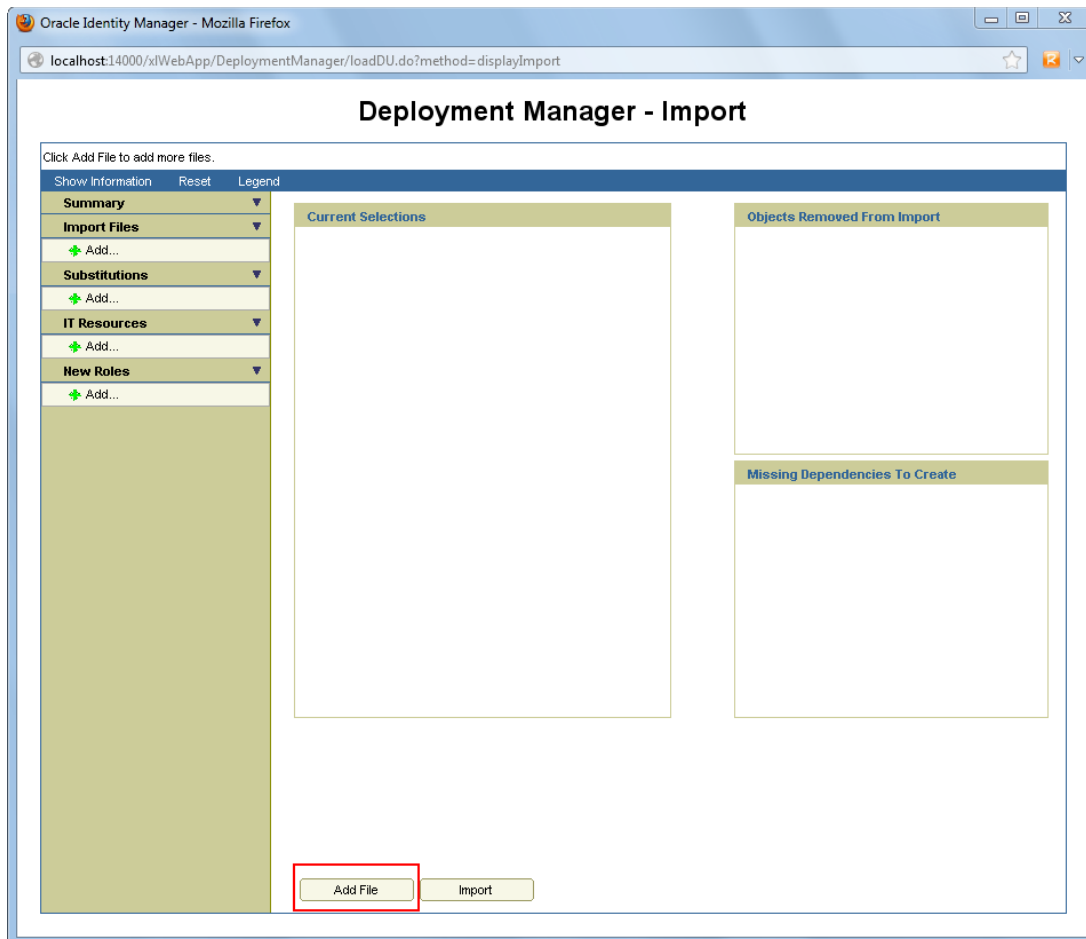 Oracle Identity Manager - Mozilla Firefox
localhost:14000/xlWebApp/DeploymentManager/loadDU.do?method=displayImport
Deployment Manager - Import
Click Add File to add more files.
Show Information Reset Legend
Summary
Import Files
Add...
Substitutions
Add...
IT Resources
Add...
New Roles
Add...
Current Selections
Objects Removed From Import
Missing Dependencies To Create
Add File Import